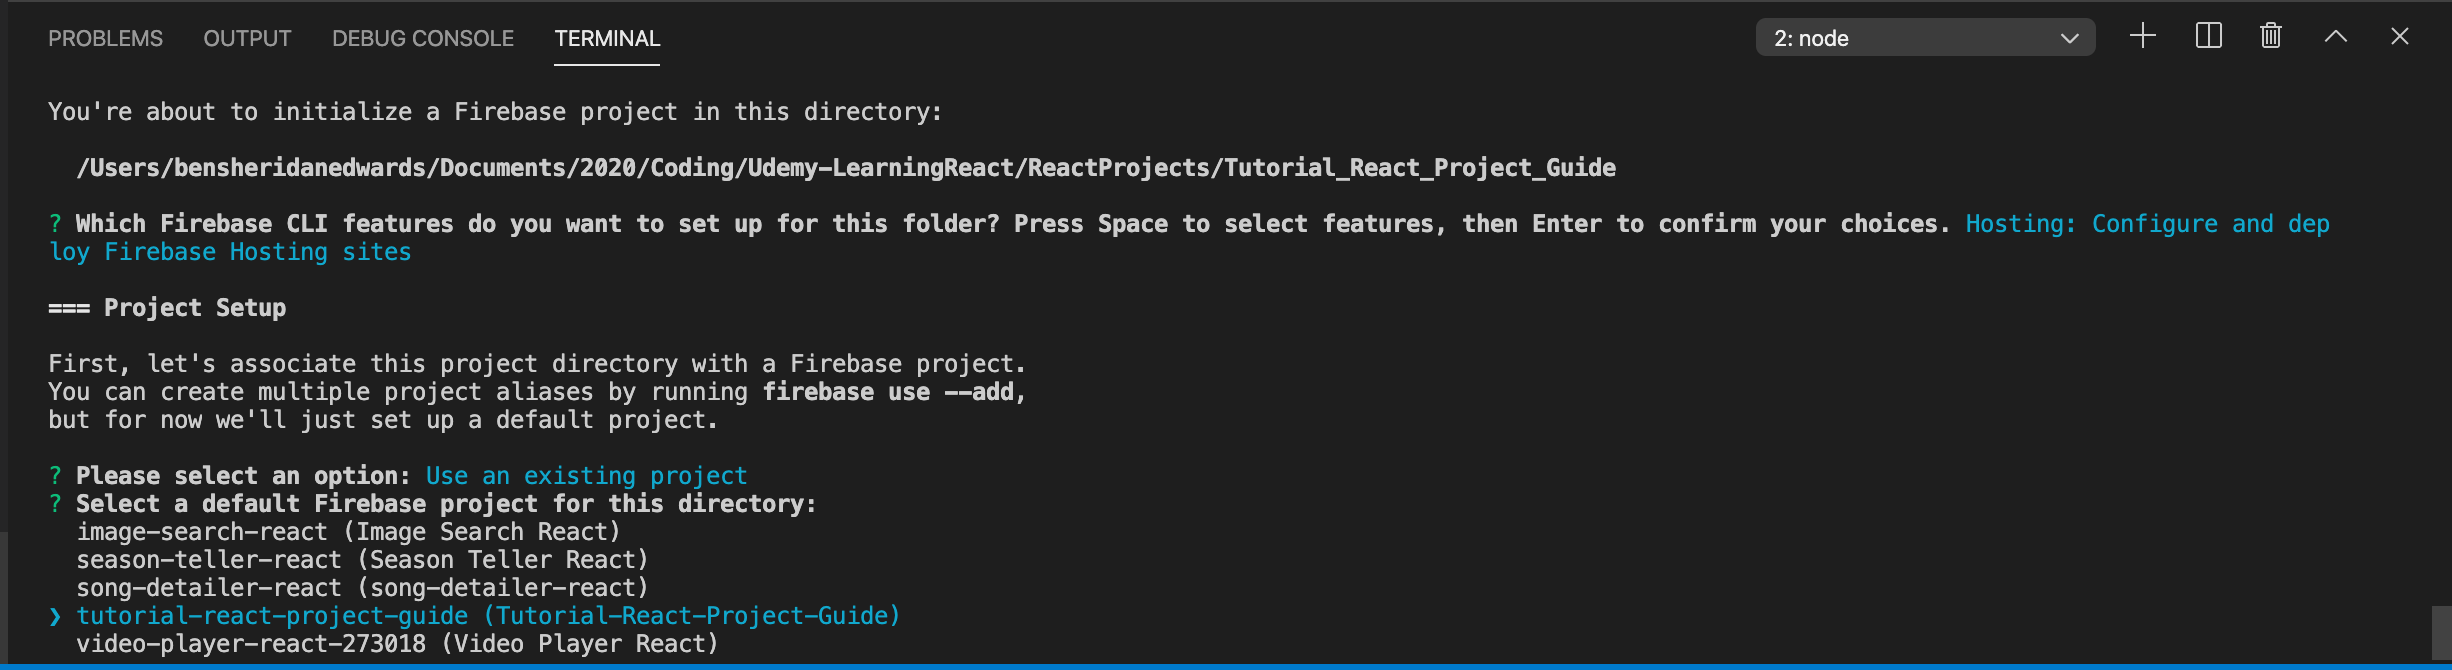 PROBLEMS OUTPUT DEBUG CONSOLE TERMINAL 2: node
You're about to initialize a Firebase project in this directory:
/Users/bensheridanedwards/Documents/2020/Coding/Udemy-LearningReact/ReactProjects/Tutorial_React_Project_Guide
? Which Firebase CLI features do you want to set up for this folder? Press Space to select features, then Enter to confirm your choices. Hosting: Configure and dep
loy Firebase Hosting sites
=== Project Setup
First, let's associate this project directory with a Firebase project.
You can create multiple project aliases by running firebase use --add,
but for now we'll just set up a default project.
? Please select an option: Use an existing project
? Select a default Firebase project for this directory:
image-search-react (Image Search React)
season-teller-react (Season Teller React)
song-detailer-react (song-detailer-react)
❯ tutorial-react-project-guide (Tutorial-React-Project-Guide)
video-player-react-273018 (Video Player React)